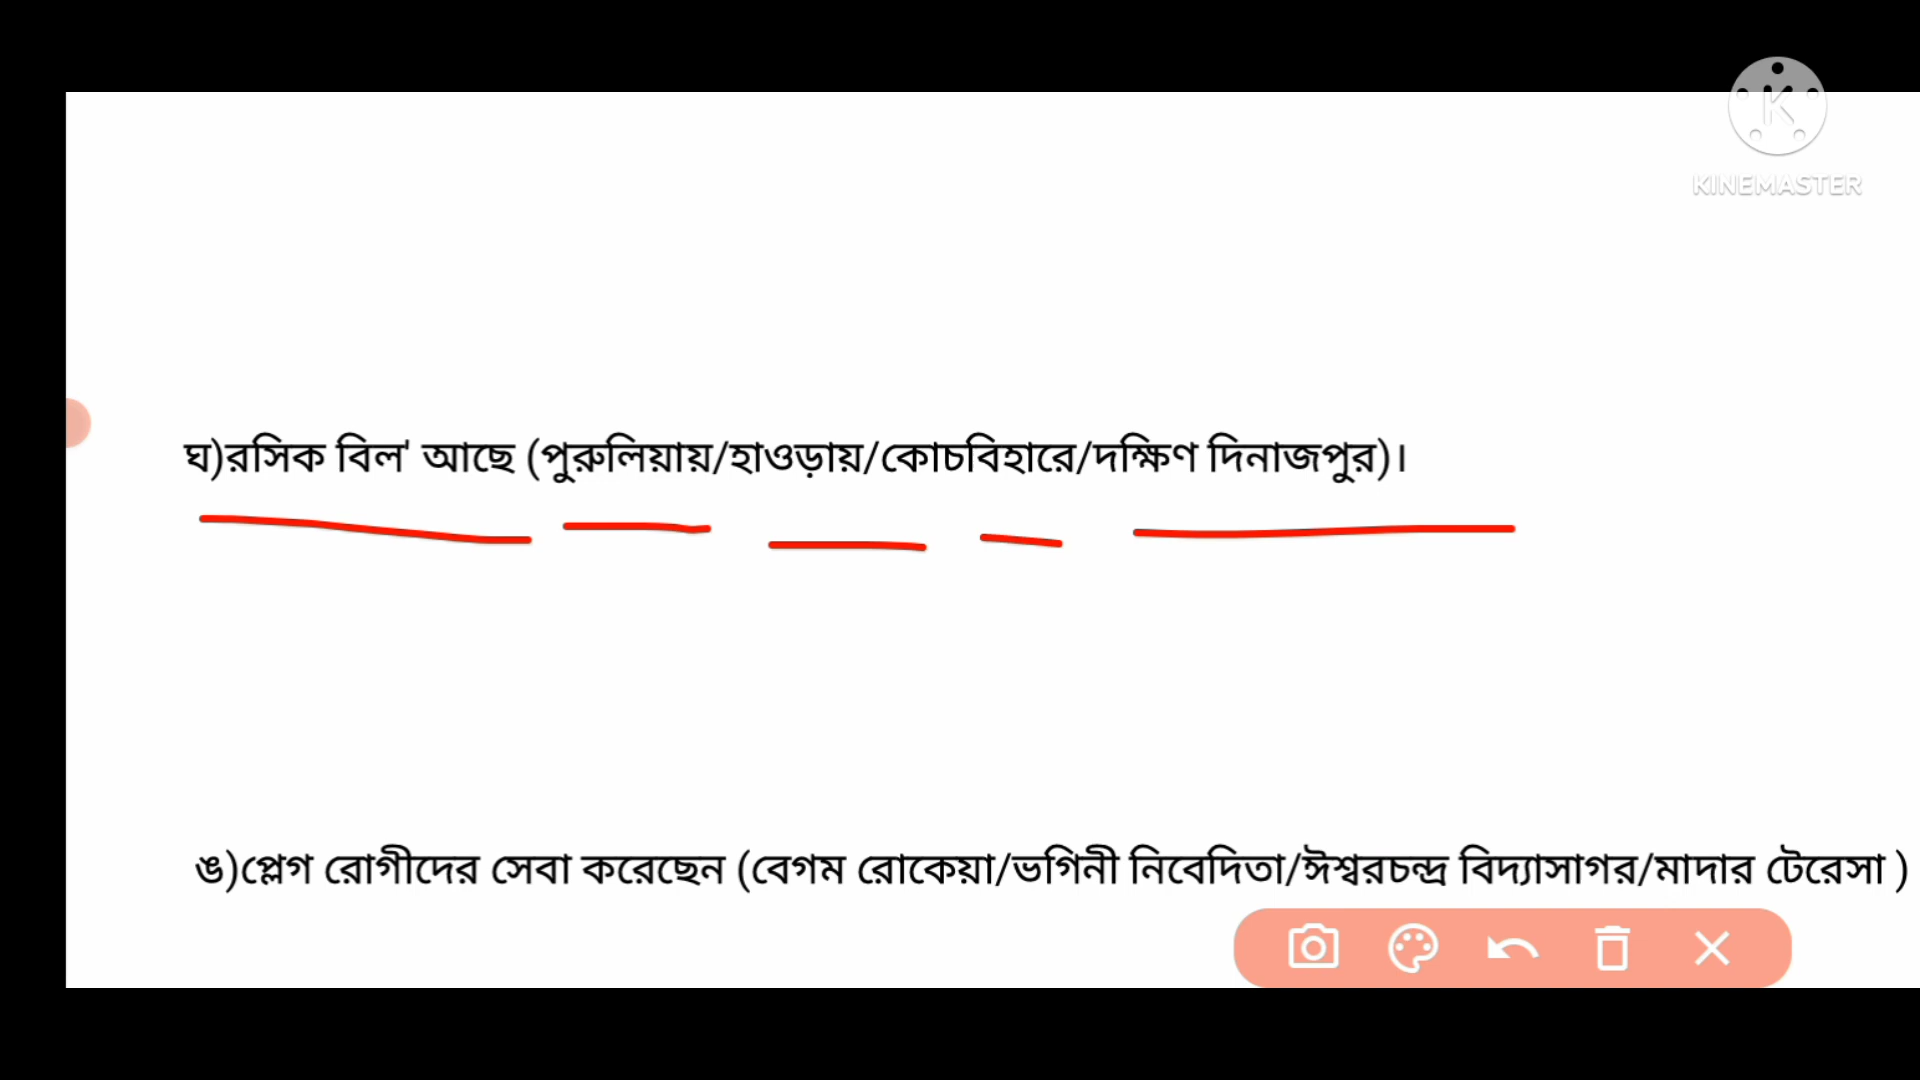 KINEMASTER
ঘ)রসিক বিল' আছে (পুরুলিয়ায়/হাওড়ায়/কোচবিহারে/দক্ষিণ দিনাজপুর)।
ঙ)প্লেগ রোগীদের সেবা করেছেন (বেগম রোকেয়া/ভগিনী নিবেদিতা/ঈশ্বরচন্দ্র বিদ্যাসাগর/মাদার টেরেসা )